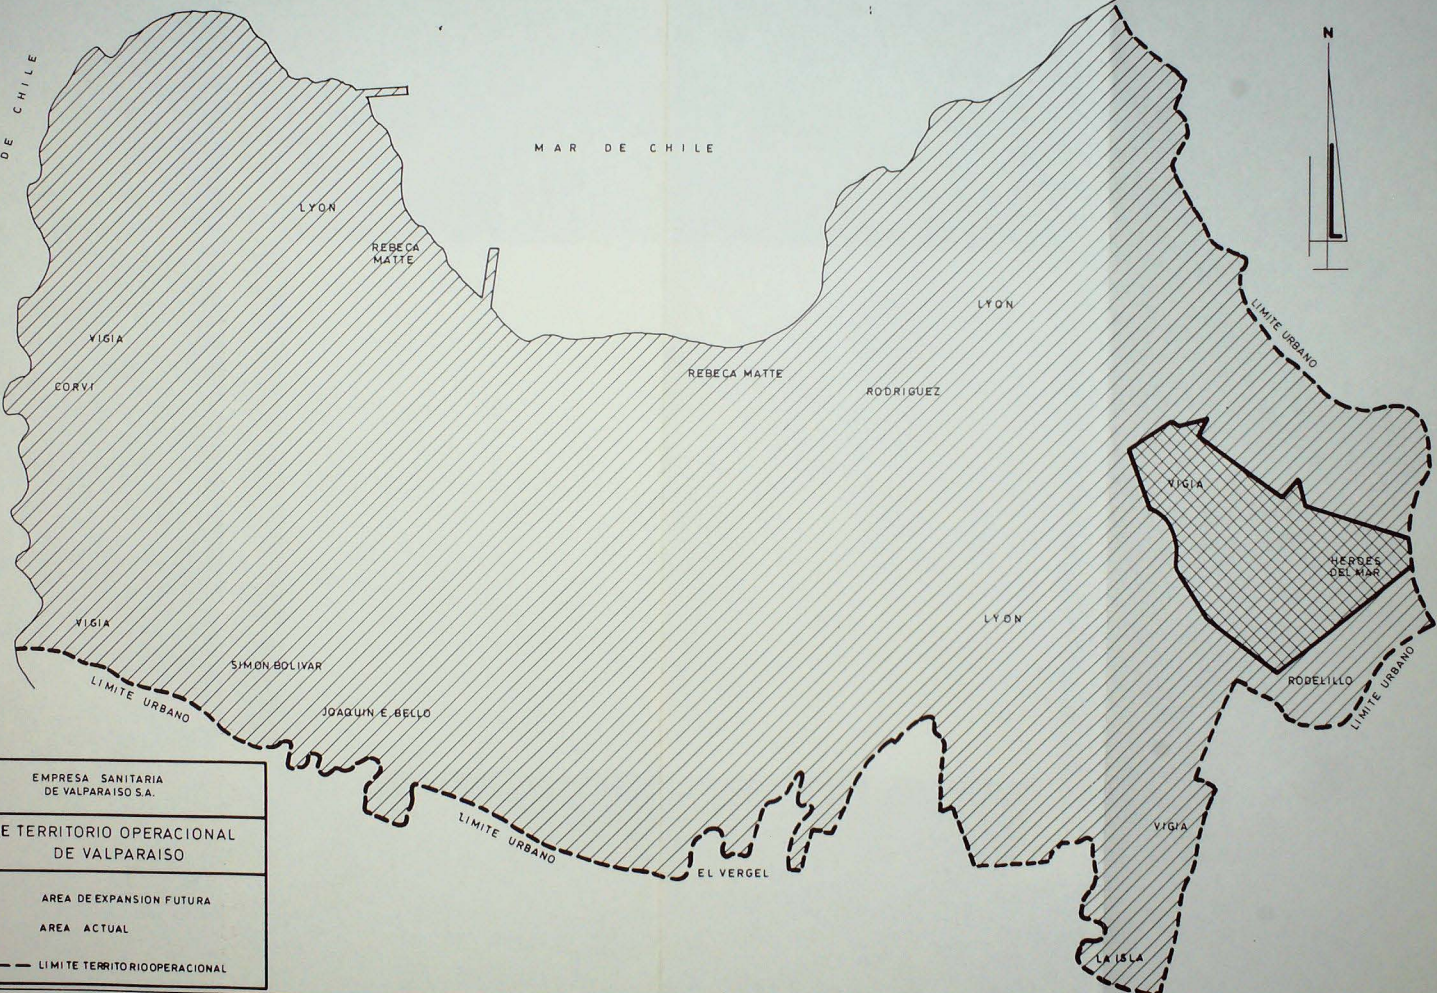 N
DE CHILE
MAR DE CHILE
LYON
REBECA
MATTE
LYON
LIMITE URBANO
VIGIA
CORVI
REBECA MATTE
RODRIGUEZ
VIGIA
HEROES
DEL MAR
VIGIA
LYON
SIMON BOLIVAR
RODELILLO
LIMITE URBANO
LIMITE URBANO
JOAQUIN E. BELLO
LIMITE URBANO
VIGIA
EL VERGEL
LA ISLA
EMPRESA SANITARIA
DE VALPARAISO S.A.
E TERRITORIO OPERACIONAL
DE VALPARAISO
AREA DE EXPANSION FUTURA
AREA ACTUAL
LIMITE TERRITORIO OPERACIONAL